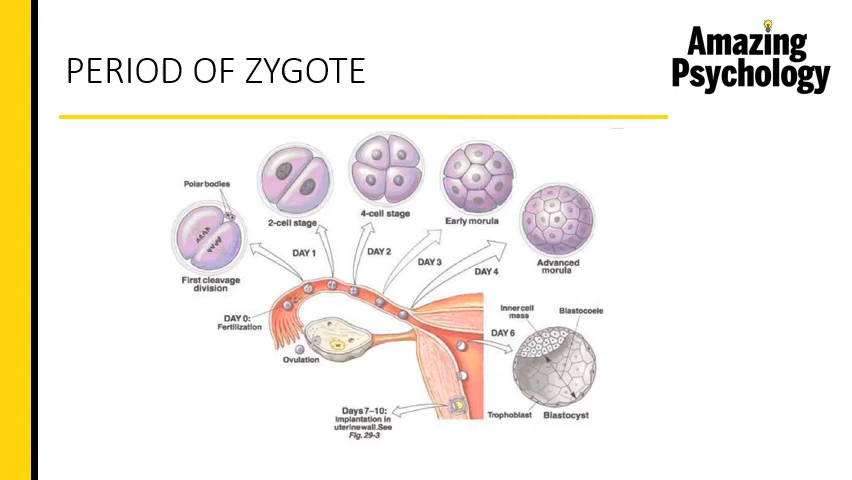 PERIOD OF ZYGOTE
Amazing
Psychology
Polar bodies
2-cell stage
4-cell stage
Early morula
Advanced
morula
First cleavage
division
DAY 1
DAY 2
DAY 3
DAY 4
DAY 0:
Fertilization
Ovulation
DAY 6
Inner cell
mass
Blastocoele
Trophoblast
Blastocyst
Days 7–10:
Implantation in
uterine wall. See
Fig. 29-3